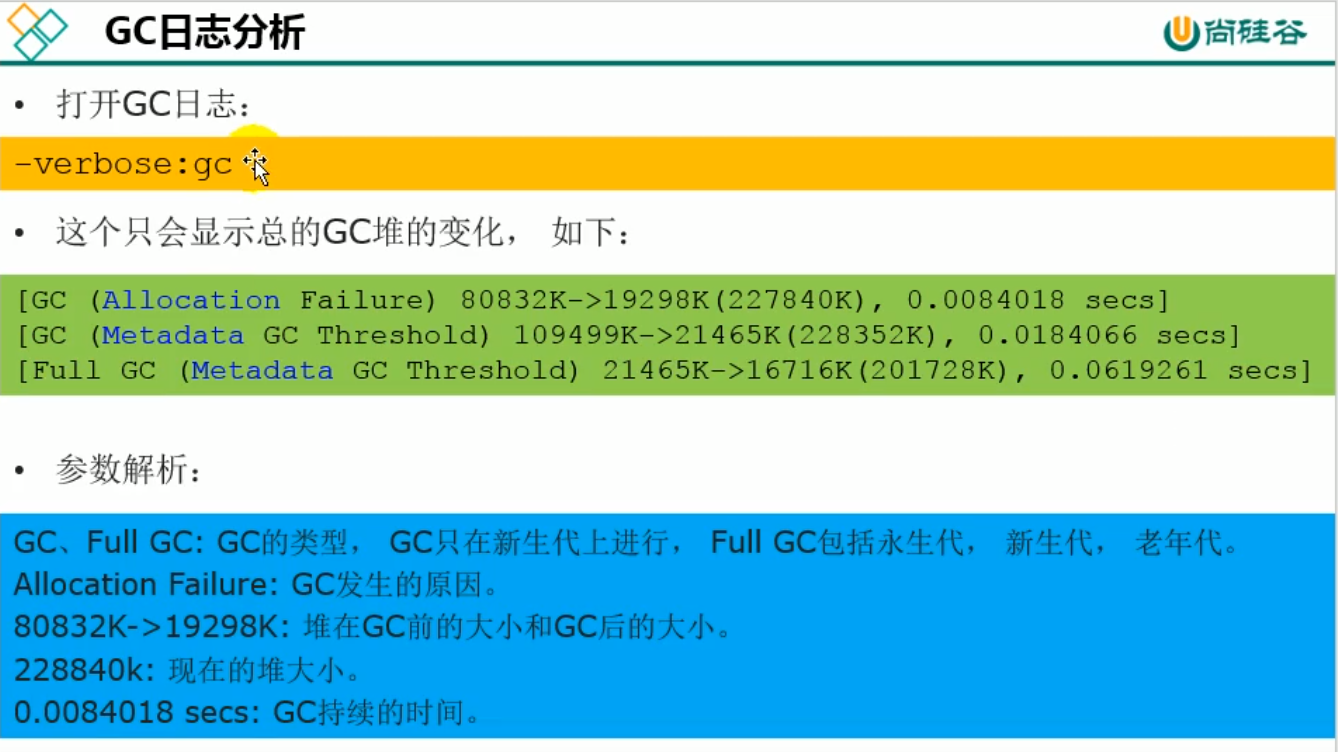 GC日志分析
尚硅谷
• 打开GC日志：
-verbose:gc
• 这个只会显示总的GC堆的变化， 如下：
[GC (Allocation Failure) 80832K->19298K(227840K), 0.0084018 secs]
[GC (Metadata GC Threshold) 109499K->21465K(228352K), 0.0184066 secs]
[Full GC (Metadata GC Threshold) 21465K->16716K(201728K), 0.0619261 secs]
• 参数解析：
GC、Full GC: GC的类型， GC只在新生代上进行， Full GC包括永生代， 新生代， 老年代。
Allocation Failure: GC发生的原因。
80832K->19298K: 堆在GC前的大小和GC后的大小。
228840k: 现在的堆大小。
0.0084018 secs: GC持续的时间。